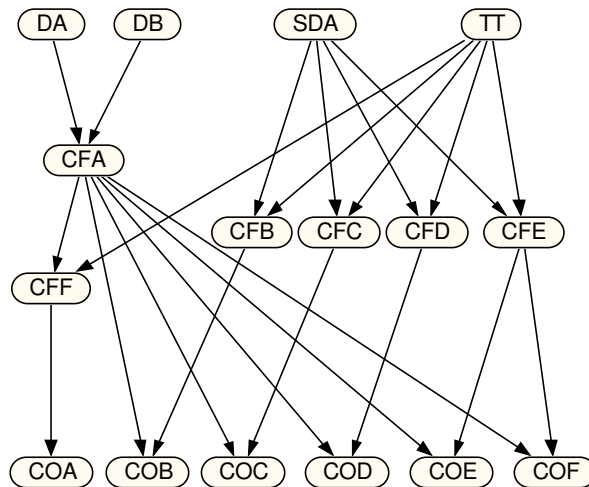 DA DB SDA TT
CFA
CFB CFC CFD CFE
CFF
COA COB COC COD COE COF